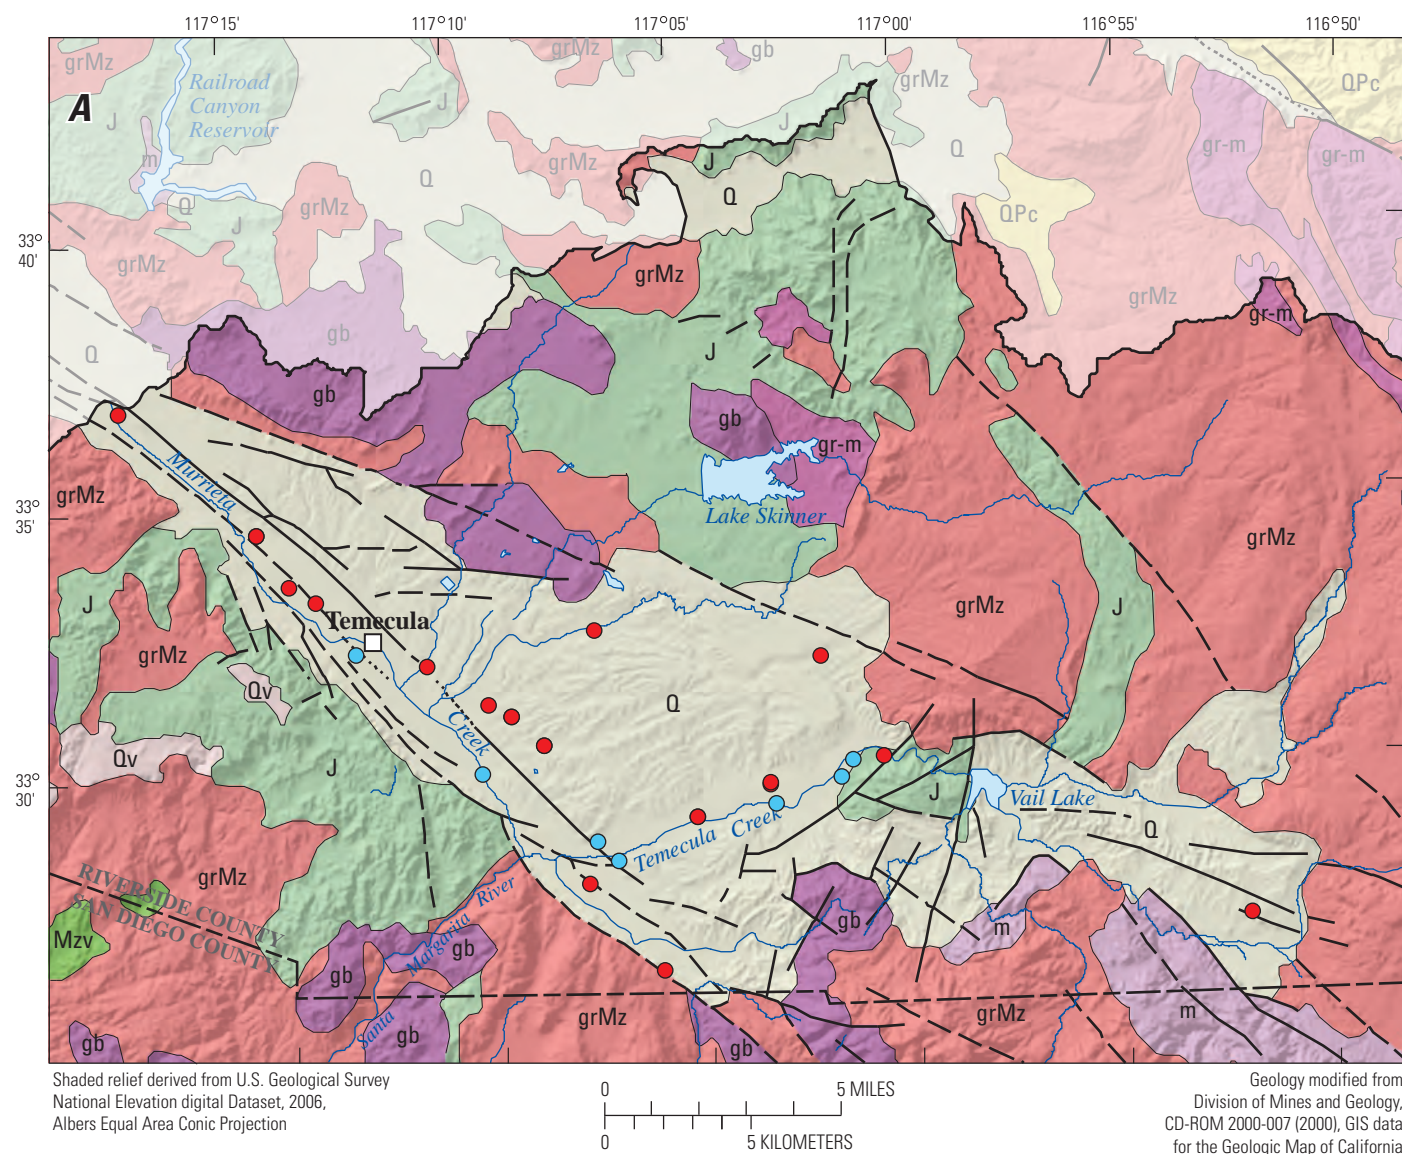 117°15'
117°10'
117°05'
117°00'
116°55'
116°50'
A
grMz
Railroad
Canyon
Reservoir
J
m
Q
J
grMz
gb
grMz
J
grMz
Q
gr-m
gr-m
QPc
J
Q
Q
J
grMz
grMz
Q
QPc
33°
40'
grMz
grMz
grMz
gr-m
gb
Q
J
gb
gb
gr-m
grMz
Murrieta
33°
35'
Lake Skinner
grMz
J
grMz
J
Temecula
grMz
Qv
Q
Creek
Qv
J
33°
30'
J
Vail Lake
Q
Temecula Creek
grMz
RIVERSIDE COUNTY
SAN DIEGO COUNTY
Mzv
Margarita River
gb
gb
gb
m
m
Santa
gb
gb
grMz
gb
grMz
Shaded relief derived from U.S. Geological Survey
National Elevation digital Dataset, 2006,
Albers Equal Area Conic Projection
0
5 MILES
0
5 KILOMETERS
Geology modified from
Division of Mines and Geology,
CD-ROM 2000-007 (2000), GIS data
for the Geologic Map of California